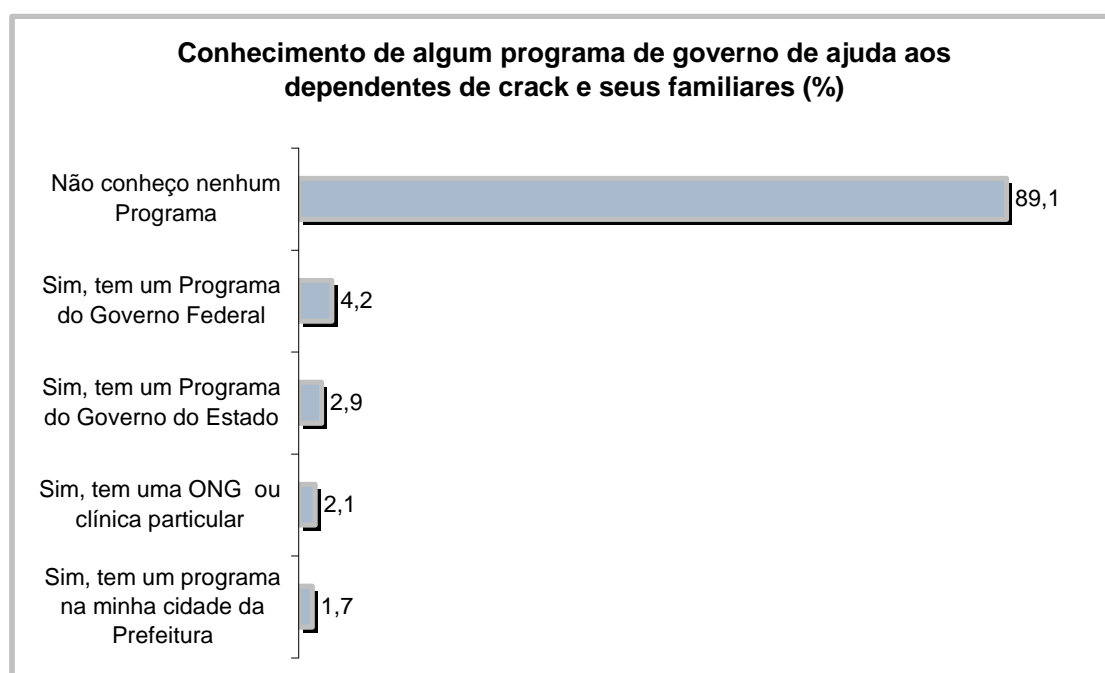 Conhecimento de algum programa de governo de ajuda aos
dependentes de crack e seus familiares (%)
Não conheço nenhum
Programa
89,1
Sim, tem um Programa
do Governo Federal
4,2
Sim, tem um Programa
do Governo do Estado
2,9
Sim, tem uma ONG ou
clínica particular
2,1
Sim, tem um programa
na minha cidade da
Prefeitura
1,7